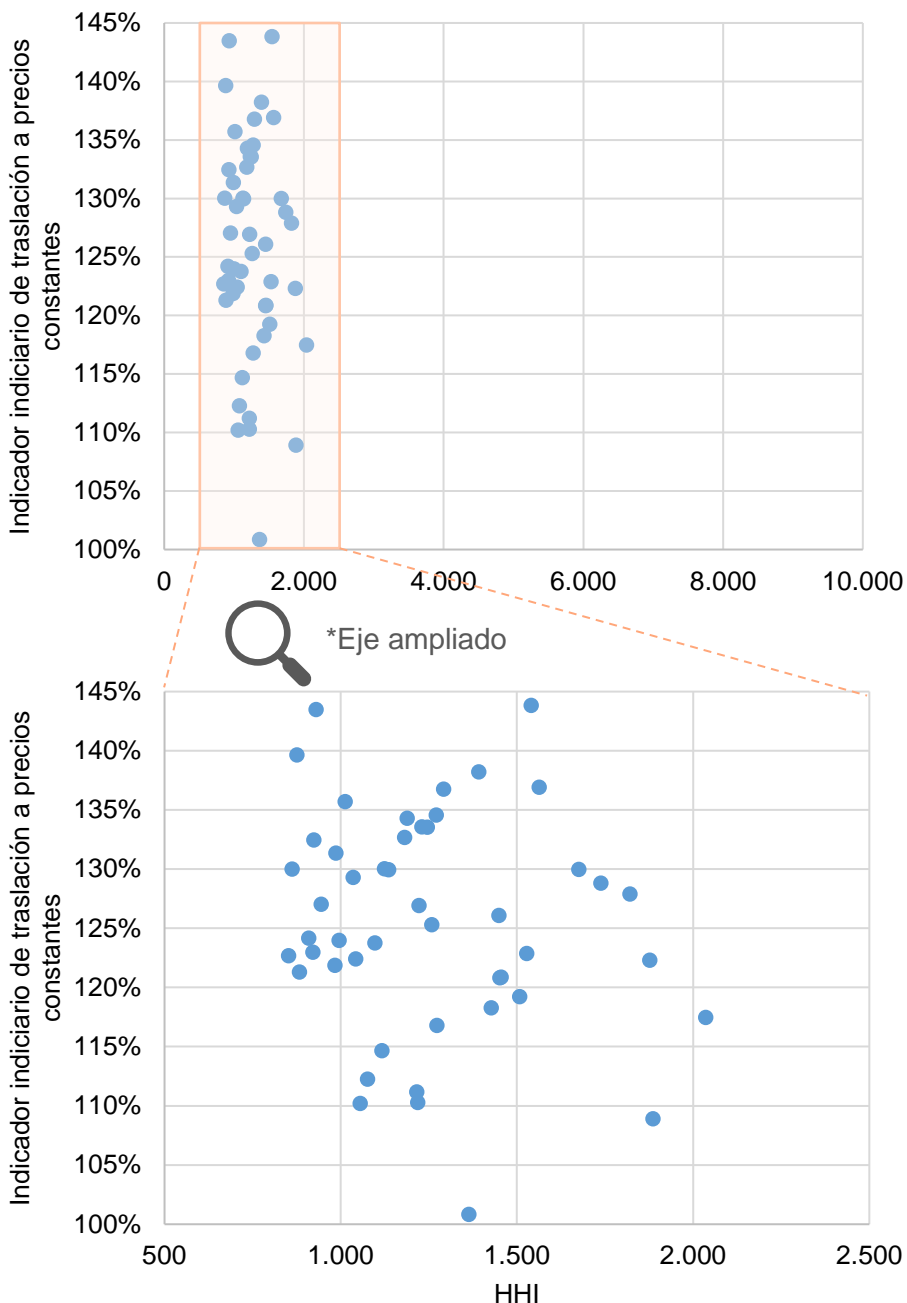 Indicador indiciario de traslación a precios
constantes
145%
140%
135%
130%
125%
120%
115%
110%
105%
100%
0 2.000 4.000 6.000 8.000 10.000
*Eje ampliado
Indicador indiciario de traslación a precios
constantes
145%
140%
135%
130%
125%
120%
115%
110%
105%
100%
500 1.000 1.500 2.000 2.500
HHI